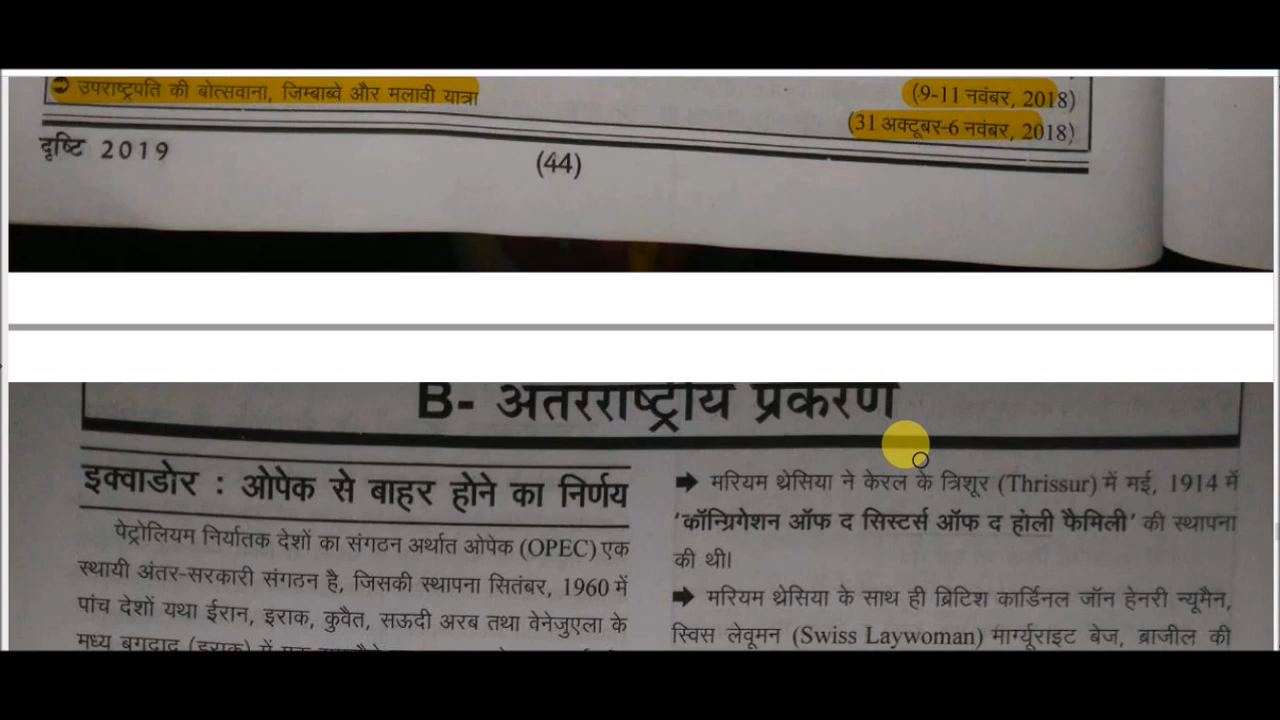 ➲ उपराष्ट्रपति की बोत्सवाना, जिम्बाब्वे और मलावी यात्रा
(9-11 नवंबर, 2018)
(31 अक्टूबर-6 नवंबर, 2018)
दृष्टि 2019
(44)
B- अंतरराष्ट्रीय प्रकरण
इक्वाडोर : ओपेक से बाहर होने का निर्णय
पेट्रोलियम निर्यातक देशों का संगठन अर्थात ओपेक (OPEC) एक
स्थायी अंतर-सरकारी संगठन है, जिसकी स्थापना सितंबर, 1960 में
पांच देशों यथा ईरान, इराक, कुवैत, सऊदी अरब तथा वेनेजुएला के
मध्य बगदाद (इराक) में
➡ मरियम थ्रेसिया ने केरल के त्रिशूर (Thrissur) में मई, 1914 में
‘कॉन्ग्रिगेशन ऑफ द सिस्टर्स ऑफ द होली फैमिली’ की स्थापना
की थी।
➡ मरियम थ्रेसिया के साथ ही ब्रिटिश कार्डिनल जॉन हेनरी न्यूमैन,
स्विस लेवूमन (Swiss Laywoman) मार्ग्यूराइट बेज, ब्राजील की